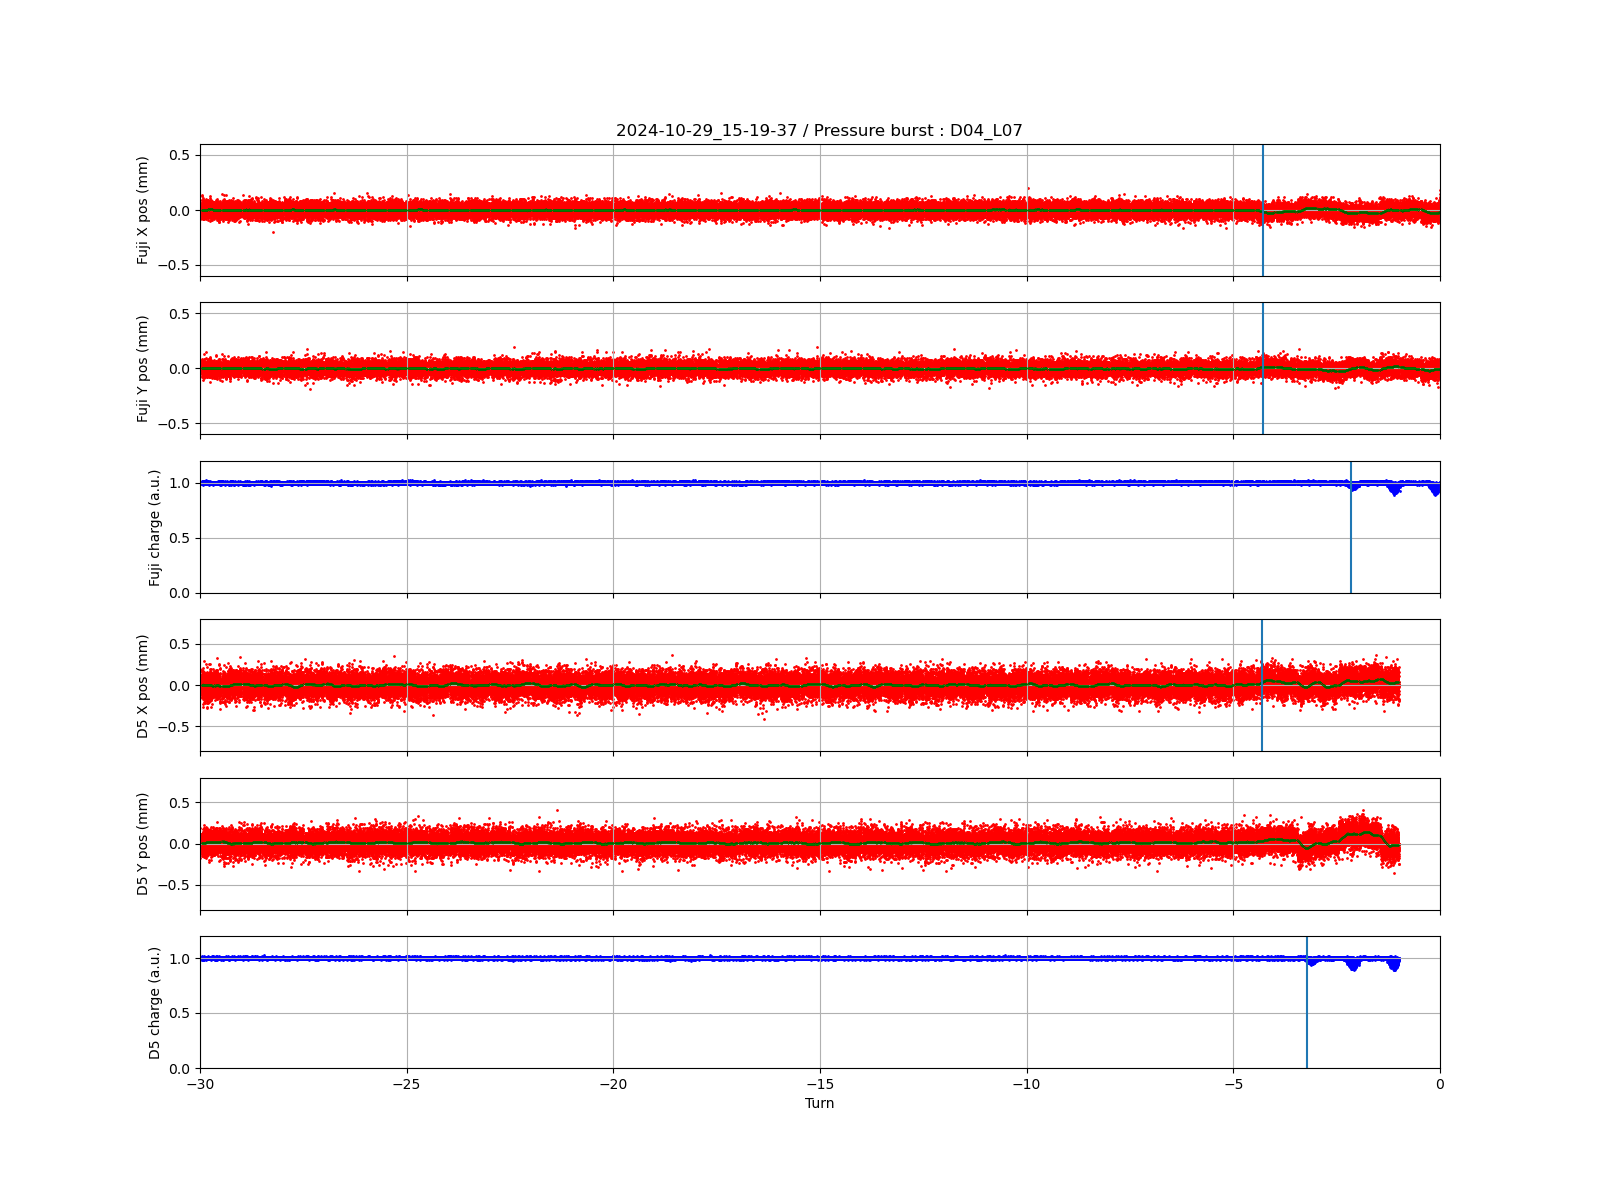 2024-10-29_15-19-37 / Pressure burst : D04_L07
Fuji X pos (mm)
0.5
0.0
−0.5
Fuji Y pos (mm)
0.5
0.0
−0.5
Fuji charge (a.u.)
1.0
0.5
0.0
D5 X pos (mm)
0.5
0.0
−0.5
D5 Y pos (mm)
0.5
0.0
−0.5
D5 charge (a.u.)
1.0
0.5
0.0
−30 −25 −20 −15 −10 −5 0
Turn